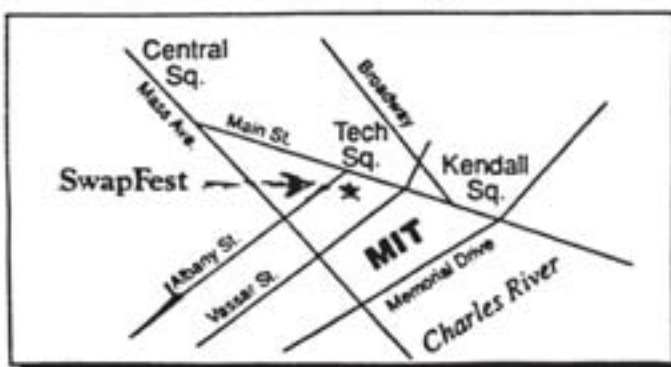 Central
Sq.
Mass Ave.
Main St.
Broadway
Tech
Sq.
Kendall
Sq.
SwapFest
Albany St.
Vassar St.
MIT
Memorial Drive
Charles River